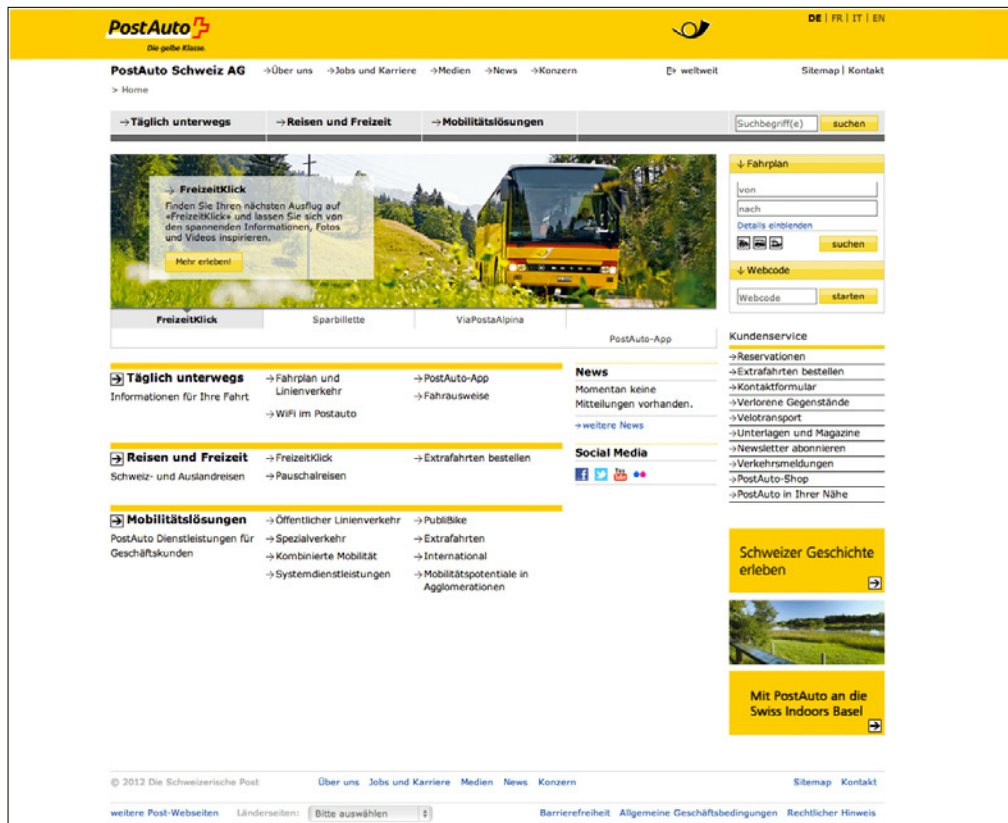 PostAuto
Die gelbe Klasse.
DE | FR | IT | EN
PostAuto Schweiz AG →Über uns →Jobs und Karriere →Medien →News →Konzern weltweit Sitemap | Kontakt
> Home
→Täglich unterwegs →Reisen und Freizeit →Mobilitätslösungen Suchbegriff(e) suchen
→ FreizeitKlick
Finden Sie Ihren nächsten Ausflug auf
«FreizeitKlick» und lassen Sie sich von
den spannenden Informationen, Fotos
und Videos inspirieren.
Mehr erleben!
FreizeitKlick Sparbillette ViaPostaAlpina
PostAuto-App
↓ Fahrplan
von
nach
Details einblenden
suchen
↓ Webcode
Webcode starten
→ Täglich unterwegs
Informationen für Ihre Fahrt
→Fahrplan und
Linienverkehr
→WiFi im Postauto
→PostAuto-App
→Fahrausweise
→ Reisen und Freizeit
Schweiz- und Auslandreisen
→FreizeitKlick
→Pauschalreisen
→Extrafahrten bestellen
→ Mobilitätslösungen
PostAuto Dienstleistungen für
Geschäftskunden
→Öffentlicher Linienverkehr
→Spezialverkehr
→Kombinierte Mobilität
→Systemdienstleistungen
→PubliBike
→Extrafahrten
→International
→Mobilitätspotentiale in
Agglomerationen
News
Momentan keine
Mitteilungen vorhanden.
→weitere News
Social Media
f You Tube
Kundenservice
→Reservationen
→Extrafahrten bestellen
→Kontaktformular
→Verlorene Gegenstände
→Velotransport
→Unterlagen und Magazine
→Newsletter abonnieren
→Verkehrsmeldungen
→PostAuto-Shop
→PostAuto in Ihrer Nähe
Schweizer Geschichte
erleben
Mit PostAuto an die
Swiss Indoors Basel
© 2012 Die Schweizerische Post Über uns Jobs und Karriere Medien News Konzern Sitemap Kontakt
weitere Post-Webseiten Länderseiten: Bitte auswählen Barrierefreiheit Allgemeine Geschäftsbedingungen Rechtlicher Hinweis